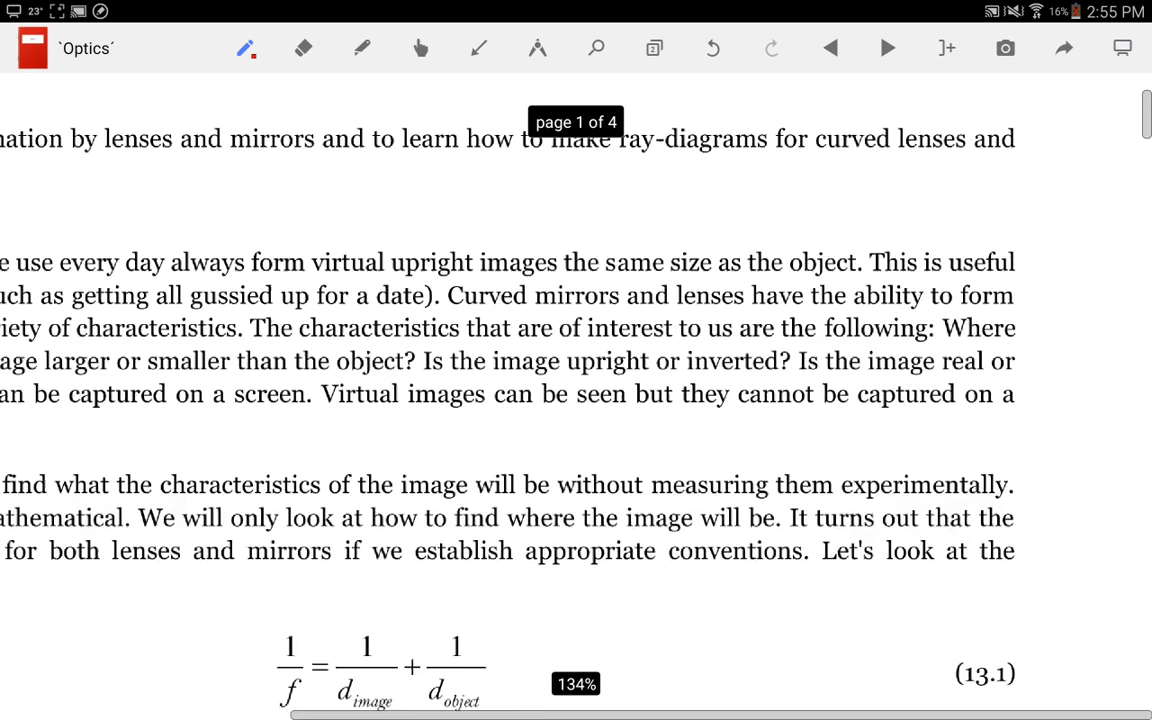 23°
16% 2:55 PM
`Optics´
page 1 of 4
nation by lenses and mirrors and to learn how to make ray-diagrams for curved lenses and
e use every day always form virtual upright images the same size as the object. This is useful
uch as getting all gussied up for a date). Curved mirrors and lenses have the ability to form
riety of characteristics. The characteristics that are of interest to us are the following: Where
age larger or smaller than the object? Is the image upright or inverted? Is the image real or
an be captured on a screen. Virtual images can be seen but they cannot be captured on a
find what the characteristics of the image will be without measuring them experimentally.
athematical. We will only look at how to find where the image will be. It turns out that the
for both lenses and mirrors if we establish appropriate conventions. Let's look at the
1/f = 1/d_image + 1/d_object (13.1)
134%